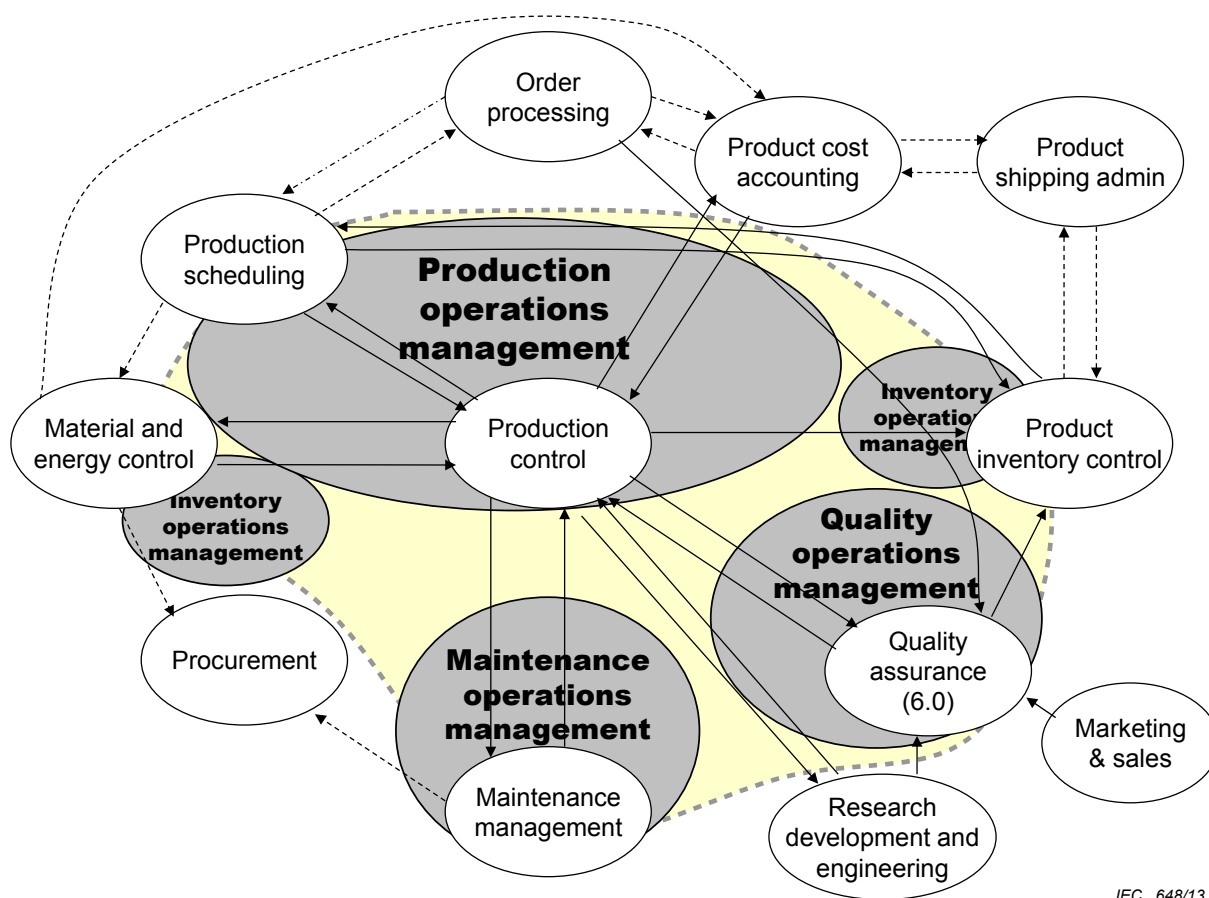 Order
processing
Product cost
accounting
Product
shipping admin
Production
scheduling
Production
operations
management
Inventory
operation
management
Material and
energy control
Production
control
Product
inventory control
Inventory
operations
management
Quality
operations
management
Procurement
Maintenance
operations
management
Quality
assurance
(6.0)
Marketing
& sales
Maintenance
management
Research
development and
engineering
IEC 648/13